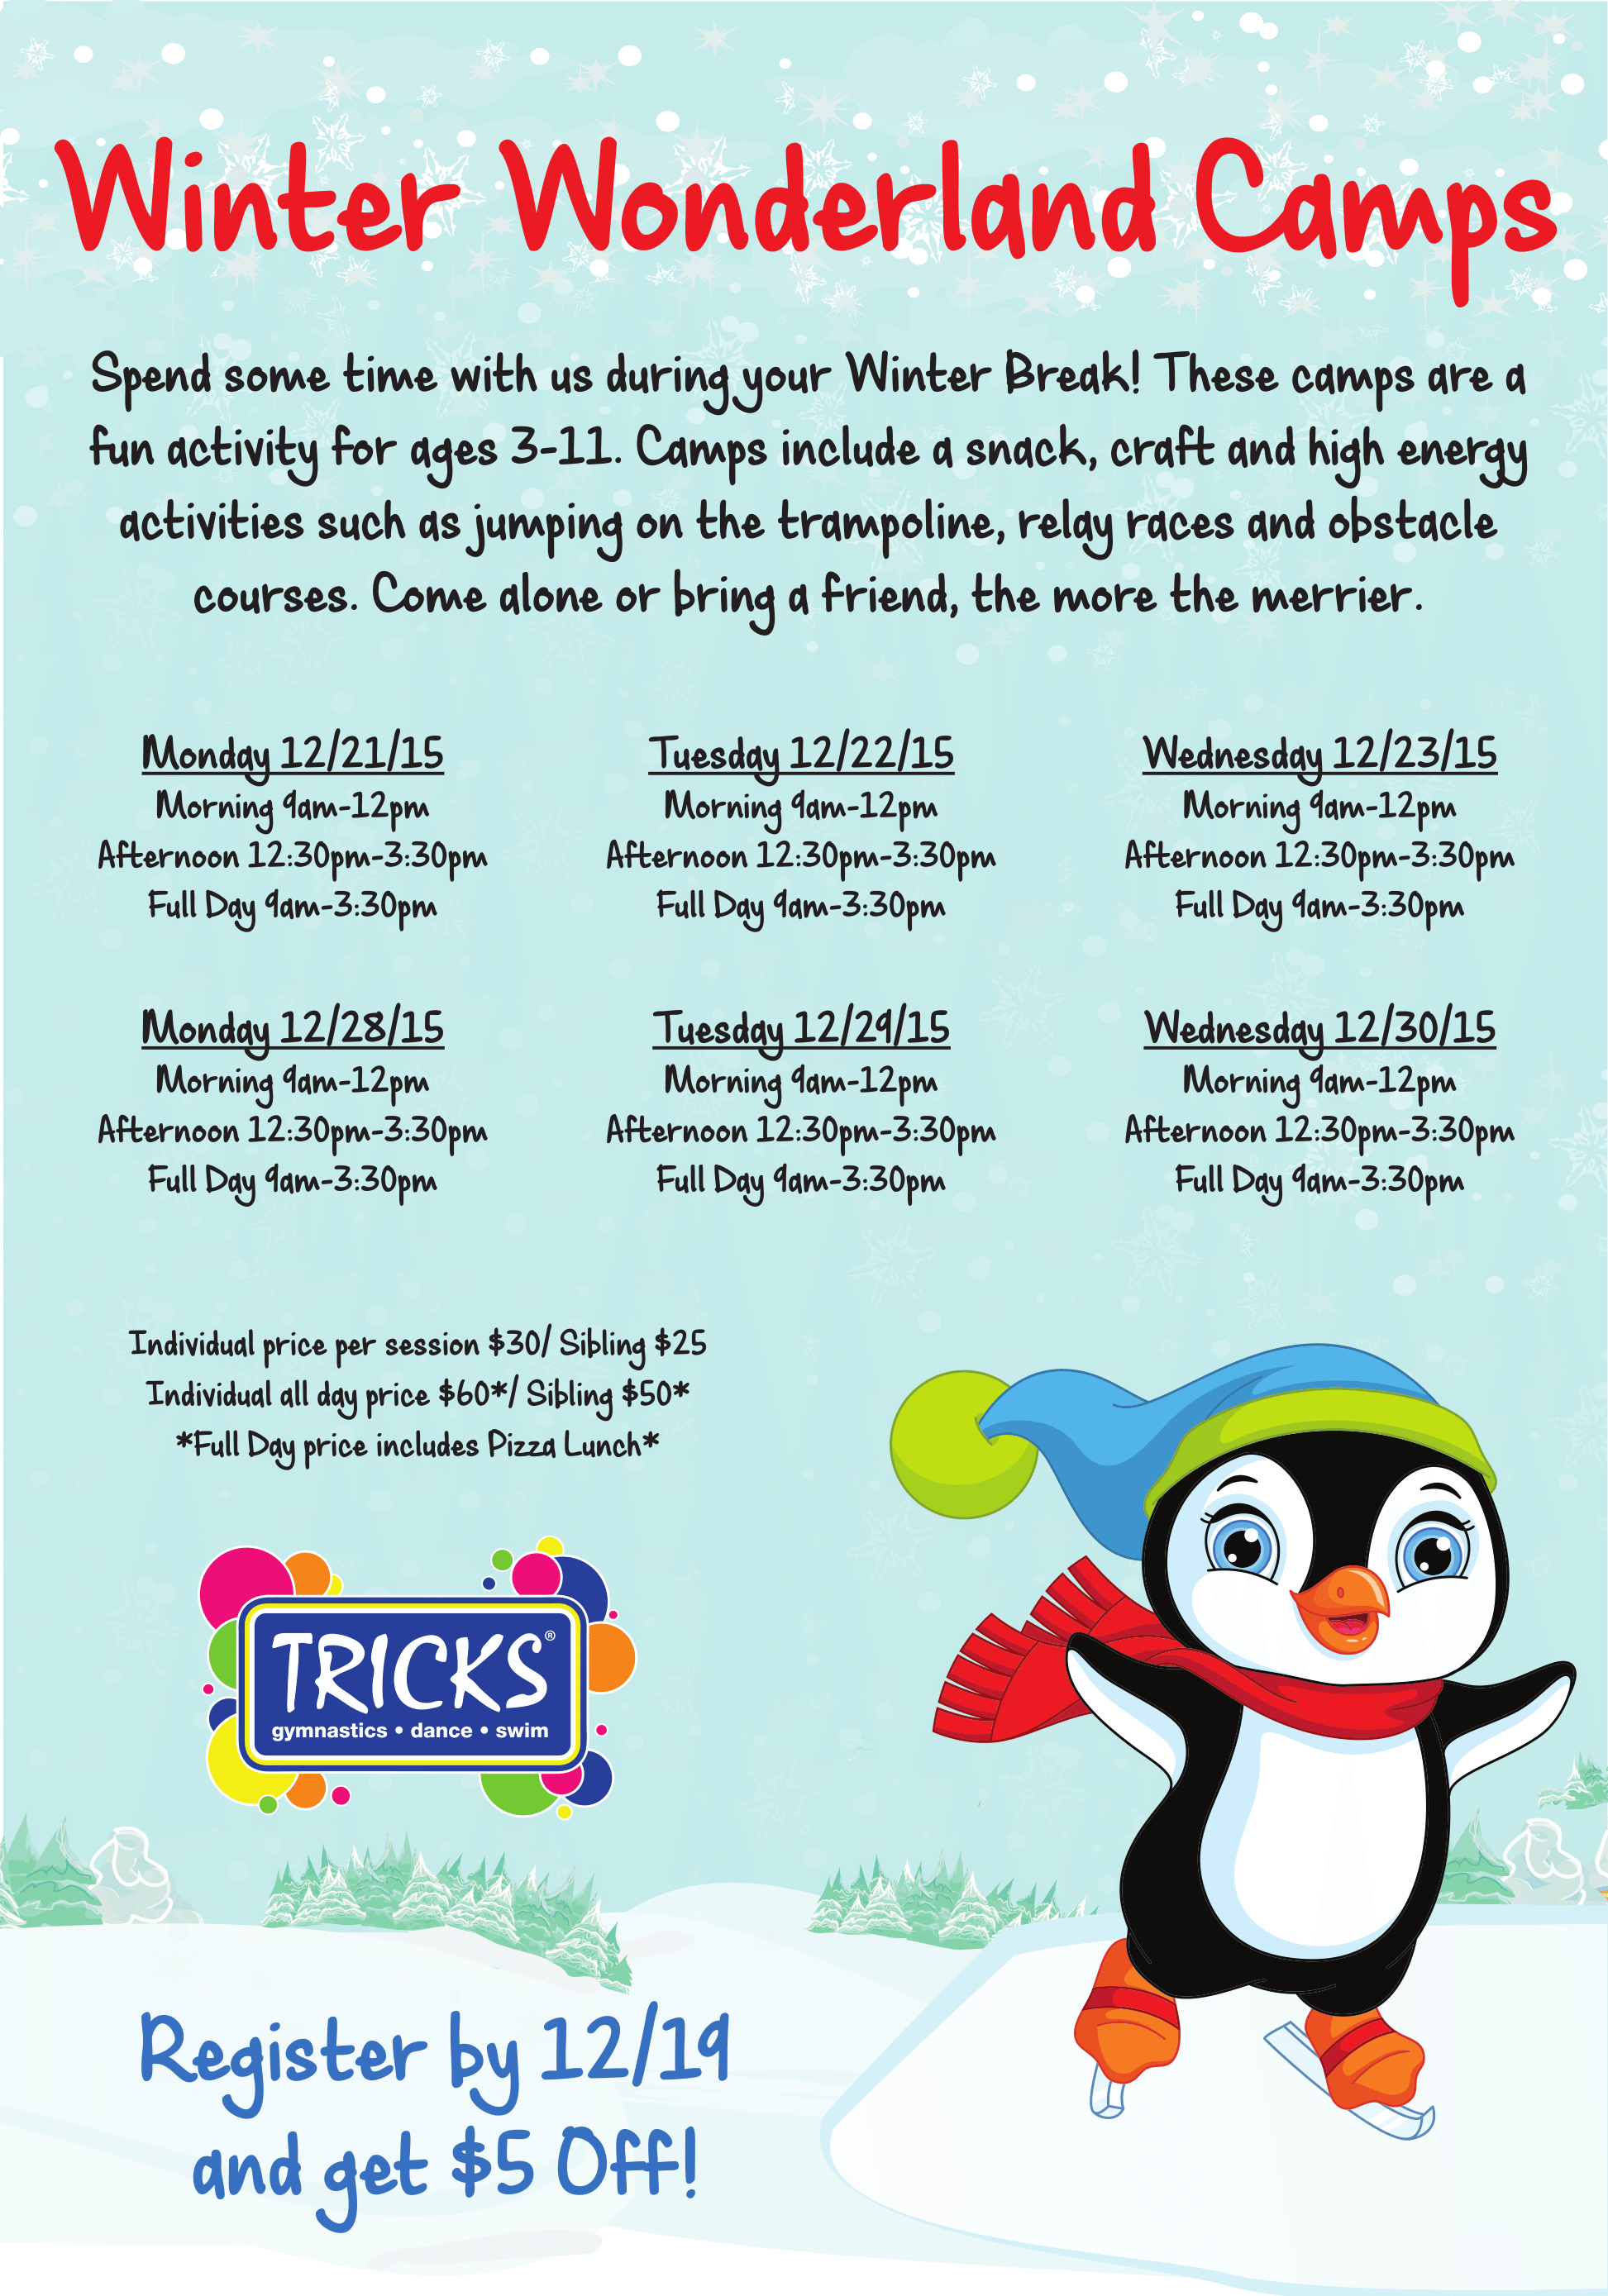 Winter Wonderland Camps
Spend some time with us during your Winter Break! These camps are a
fun activity for ages 3-11. Camps include a snack, craft and high energy
activities such as jumping on the trampoline, relay races and obstacle
courses. Come alone or bring a friend, the more the merrier.
Monday 12/21/15
Morning 9am-12pm
Afternoon 12:30pm-3:30pm
Full Day 9am-3:30pm
Tuesday 12/22/15
Morning 9am-12pm
Afternoon 12:30pm-3:30pm
Full Day 9am-3:30pm
Wednesday 12/23/15
Morning 9am-12pm
Afternoon 12:30pm-3:30pm
Full Day 9am-3:30pm
Monday 12/28/15
Morning 9am-12pm
Afternoon 12:30pm-3:30pm
Full Day 9am-3:30pm
Tuesday 12/29/15
Morning 9am-12pm
Afternoon 12:30pm-3:30pm
Full Day 9am-3:30pm
Wednesday 12/30/15
Morning 9am-12pm
Afternoon 12:30pm-3:30pm
Full Day 9am-3:30pm
Individual price per session $30/ Sibling $25
Individual all day price $60*/ Sibling $50*
*Full Day price includes Pizza Lunch*
TRICKS®
gymnastics • dance • swim
Register by 12/19
and get $5 Off!